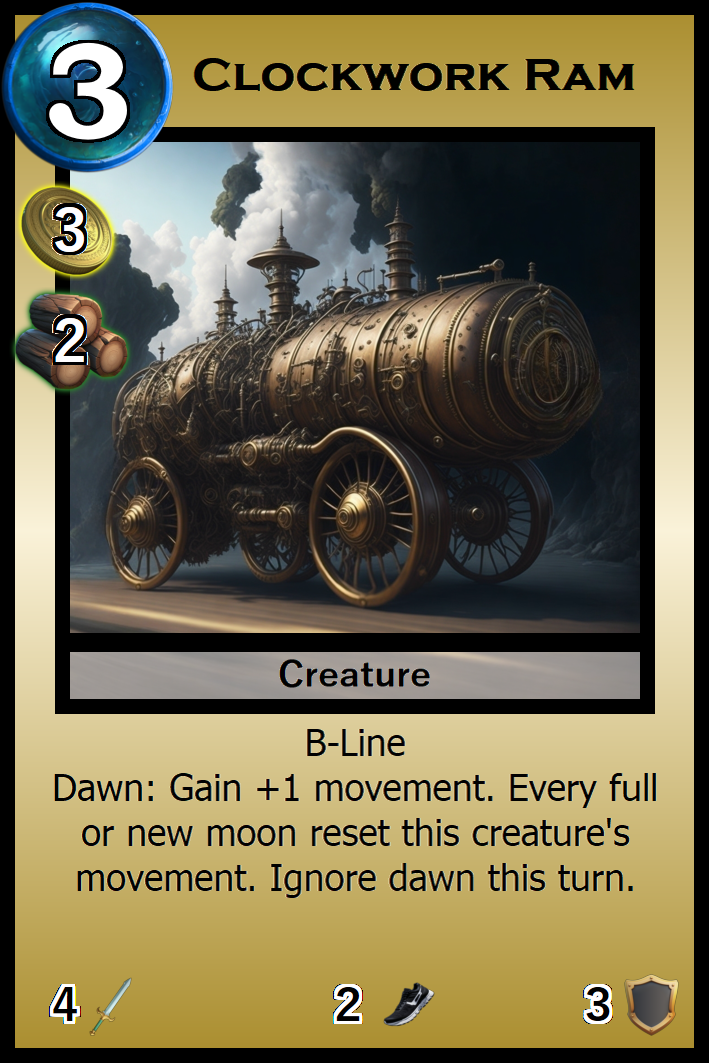 3
Clockwork Ram
3
2
Creature
B-Line
Dawn: Gain +1 movement. Every full
or new moon reset this creature's
movement. Ignore dawn this turn.
4
2
3